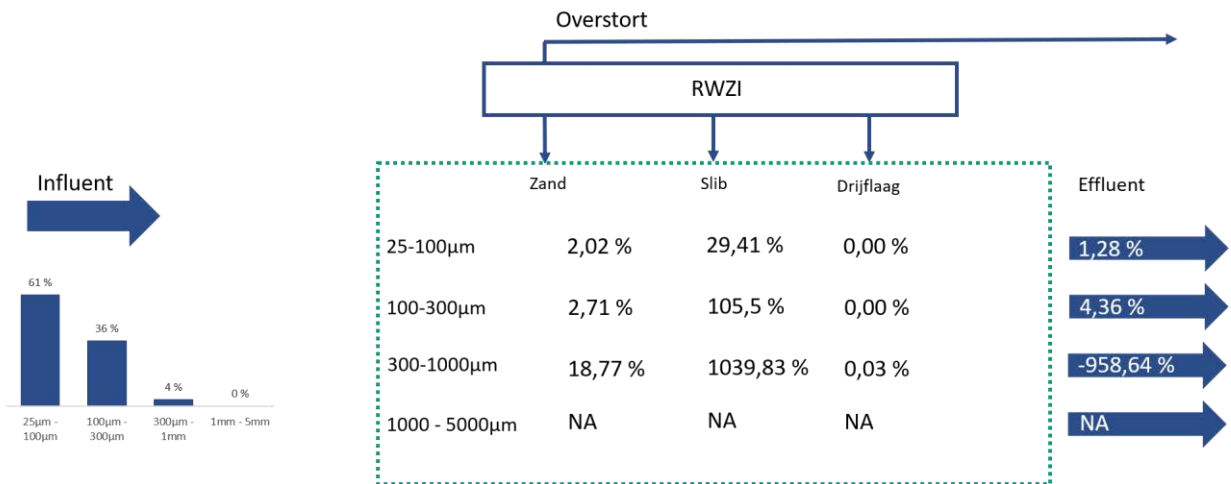 Overstort
RWZI
Influent
Zand Slib Drijflaag Effluent
25-100µm 2,02 % 29,41 % 0,00 % 1,28 %
100-300µm 2,71 % 105,5 % 0,00 % 4,36 %
300-1000µm 18,77 % 1039,83 % 0,03 % -958,64 %
1000 - 5000µm NA NA NA NA
61 %
36 %
4 %
0 %
25µm - 100µm - 300µm - 1mm - 5mm
100µm 300µm 1mm